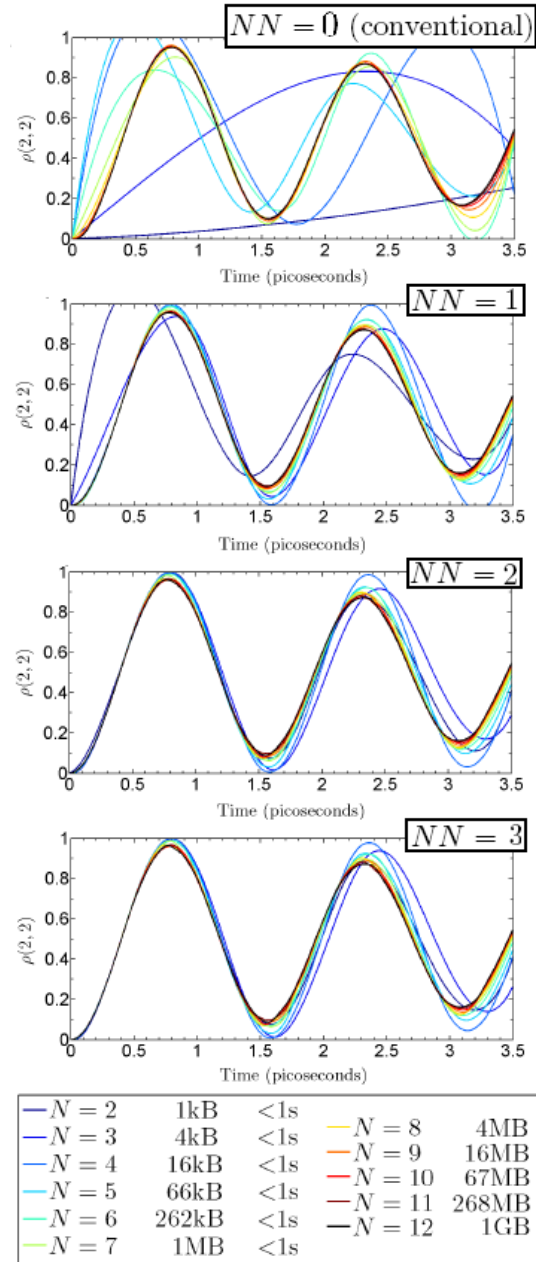 NN = 0 (conventional)
1
0.8
0.6
0.4
0.2
0
ρ(2, 2)
0.5 1 1.5 2 2.5 3 3.5
Time (picoseconds)
NN = 1
1
0.8
0.6
0.4
0.2
0
ρ(2, 2)
0 0.5 1 1.5 2 2.5 3 3.5
Time (picoseconds)
NN = 2
1
0.8
0.6
0.4
0.2
0
ρ(2, 2)
0 0.5 1 1.5 2 2.5 3 3.5
Time (picoseconds)
NN = 3
1
0.8
0.6
0.4
0.2
0
ρ(2, 2)
0 0.5 1 1.5 2 2.5 3 3.5
Time (picoseconds)
N = 2 1kB <1s
N = 3 4kB <1s
N = 4 16kB <1s
N = 5 66kB <1s
N = 6 262kB <1s
N = 7 1MB <1s
N = 8 4MB
N = 9 16MB
N = 10 67MB
N = 11 268MB
N = 12 1GB